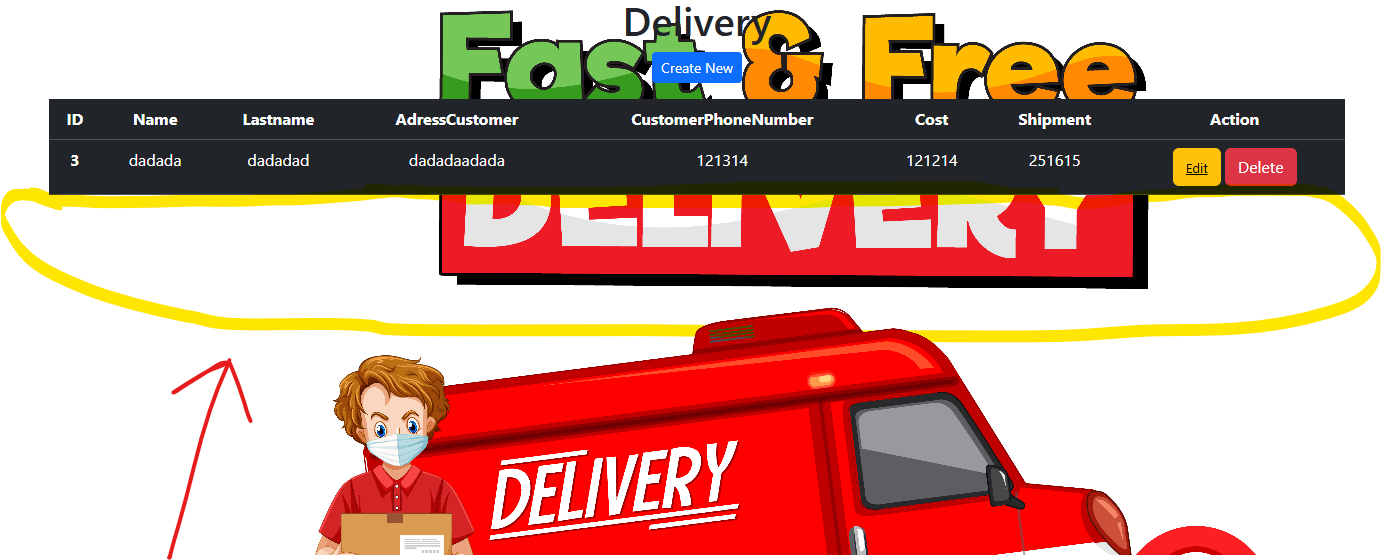 Delivery
Fast & Free
Create New
ID Name Lastname AdressCustomer CustomerPhoneNumber Cost Shipment Action
3 dadada dadadad dadadaadada 121314 121214 251615 Edit Delete
DELIVERY
DELIVERY